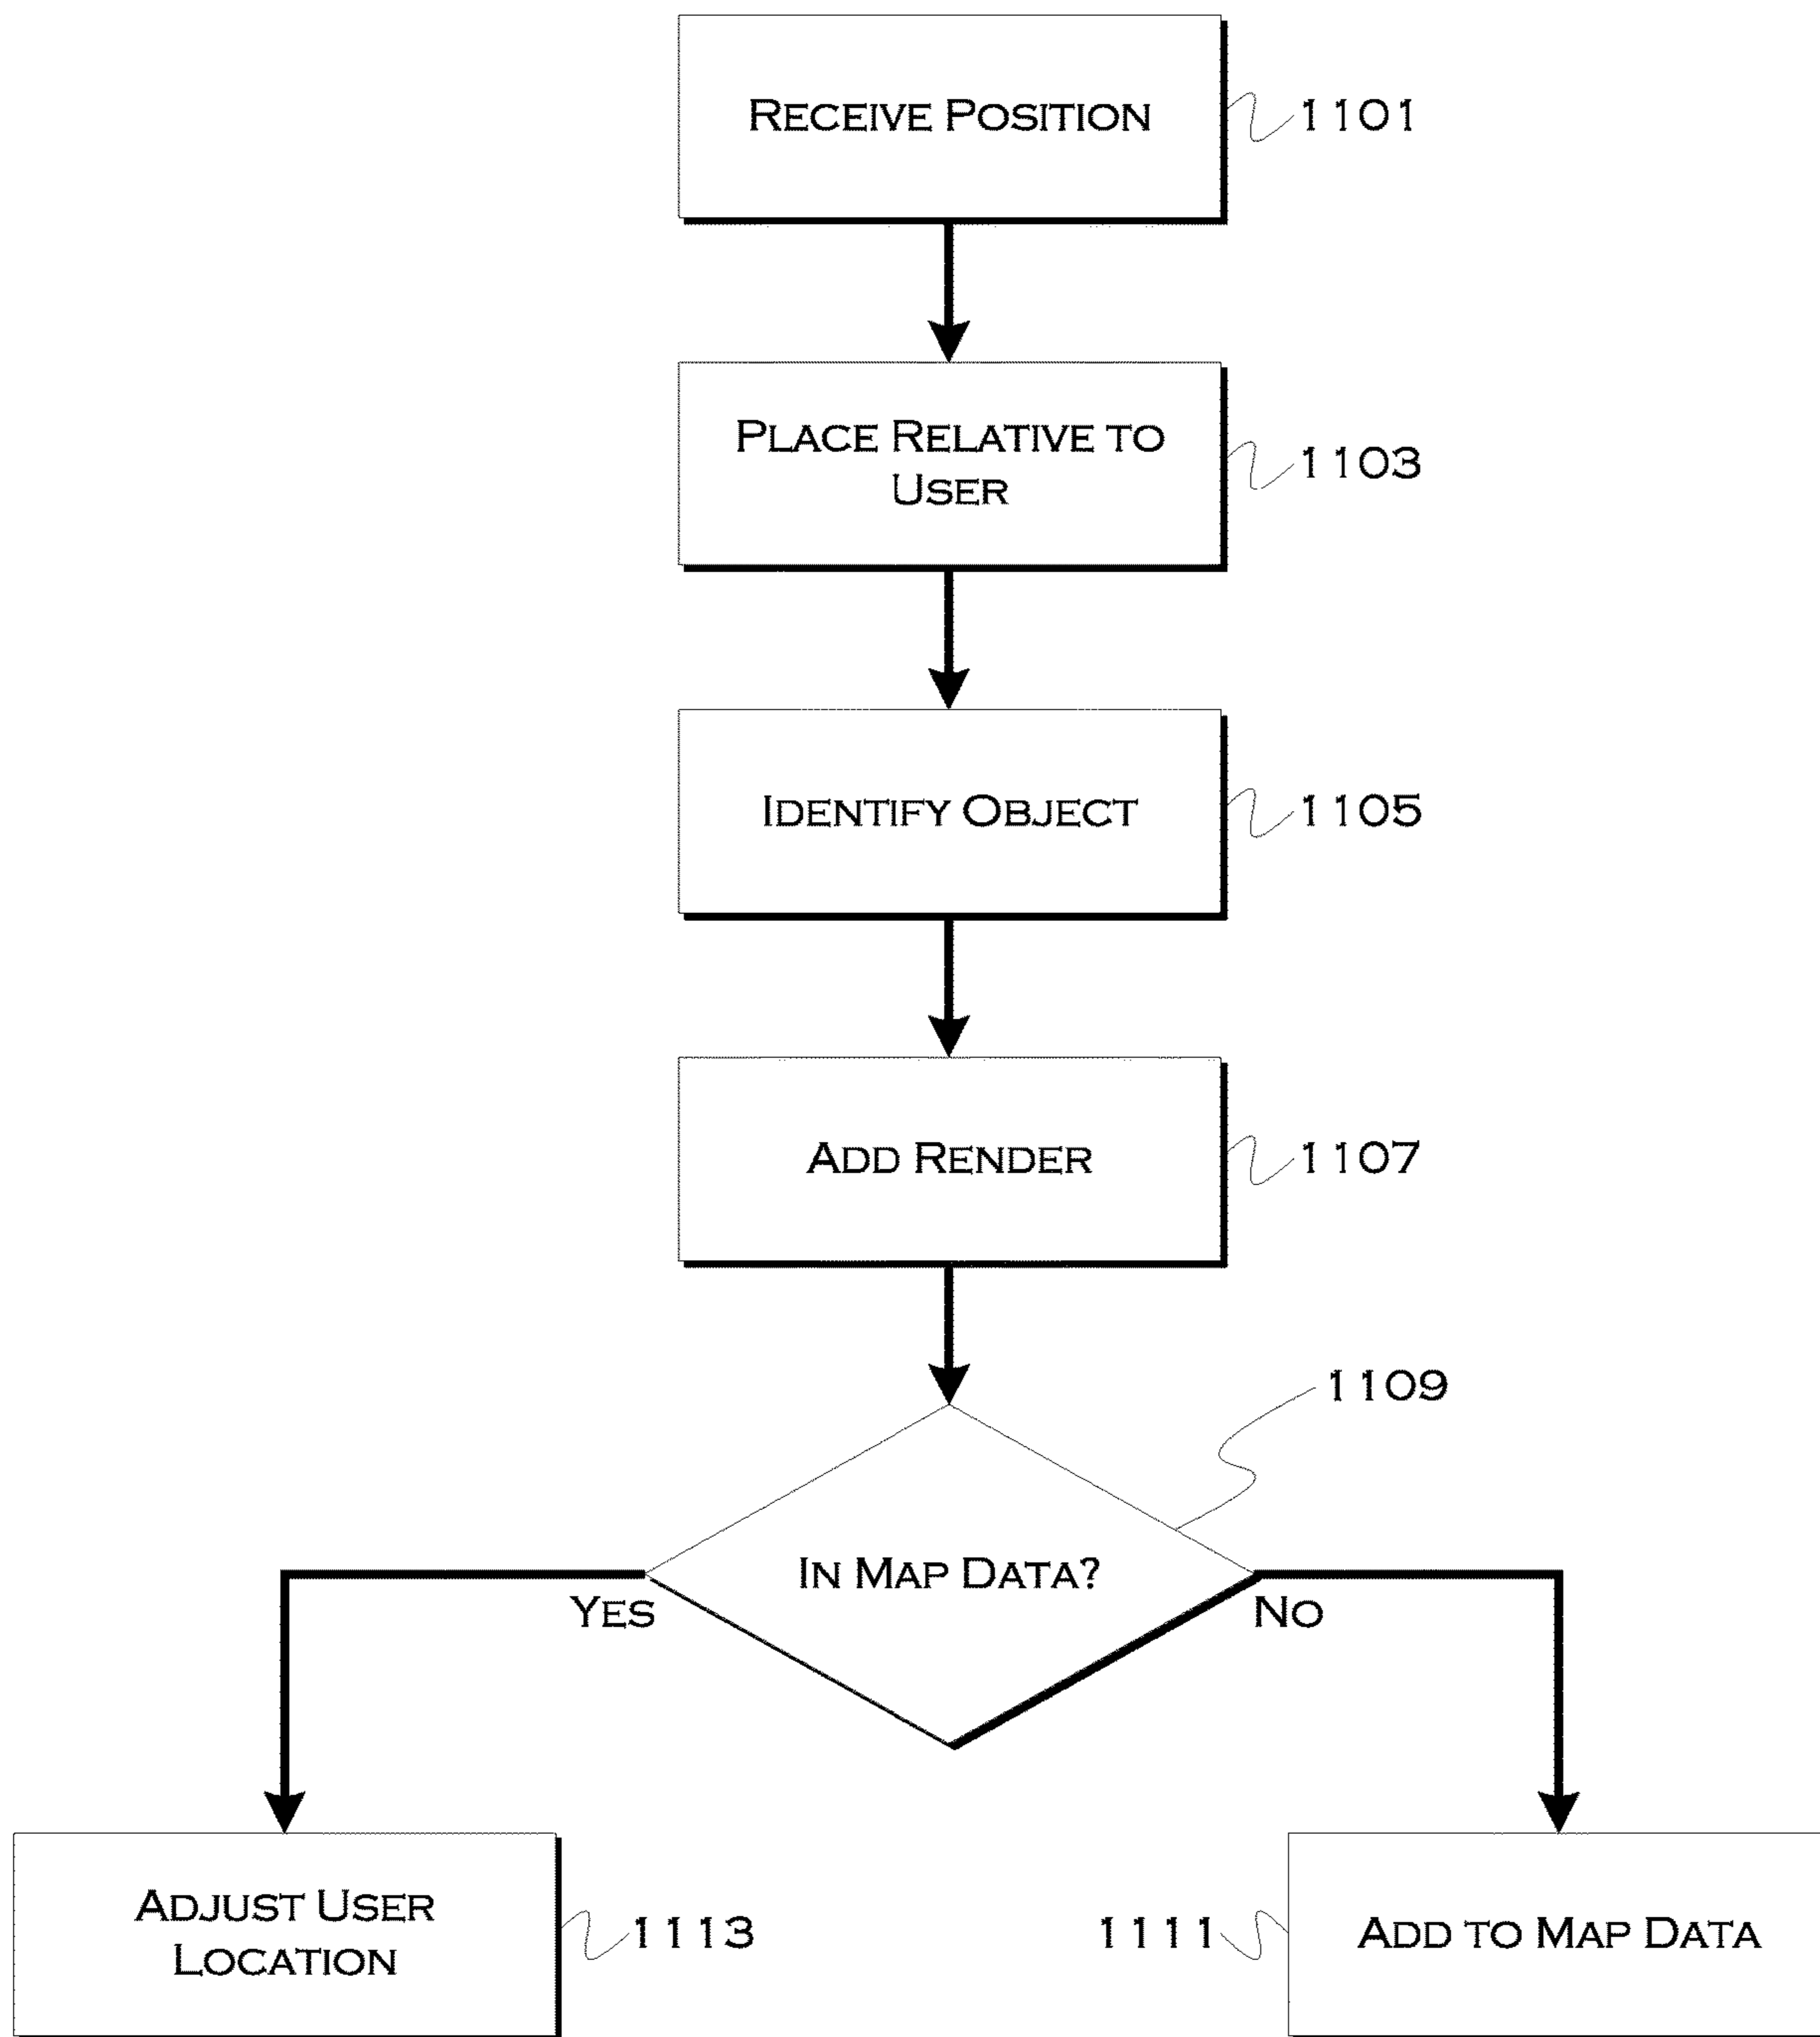 RECEIVE POSITION
1101
PLACE RELATIVE TO
USER
1103
IDENTIFY OBJECT
1105
ADD RENDER
1107
1109
IN MAP DATA?
YES
NO
ADJUST USER
LOCATION
1113
1111
ADD TO MAP DATA